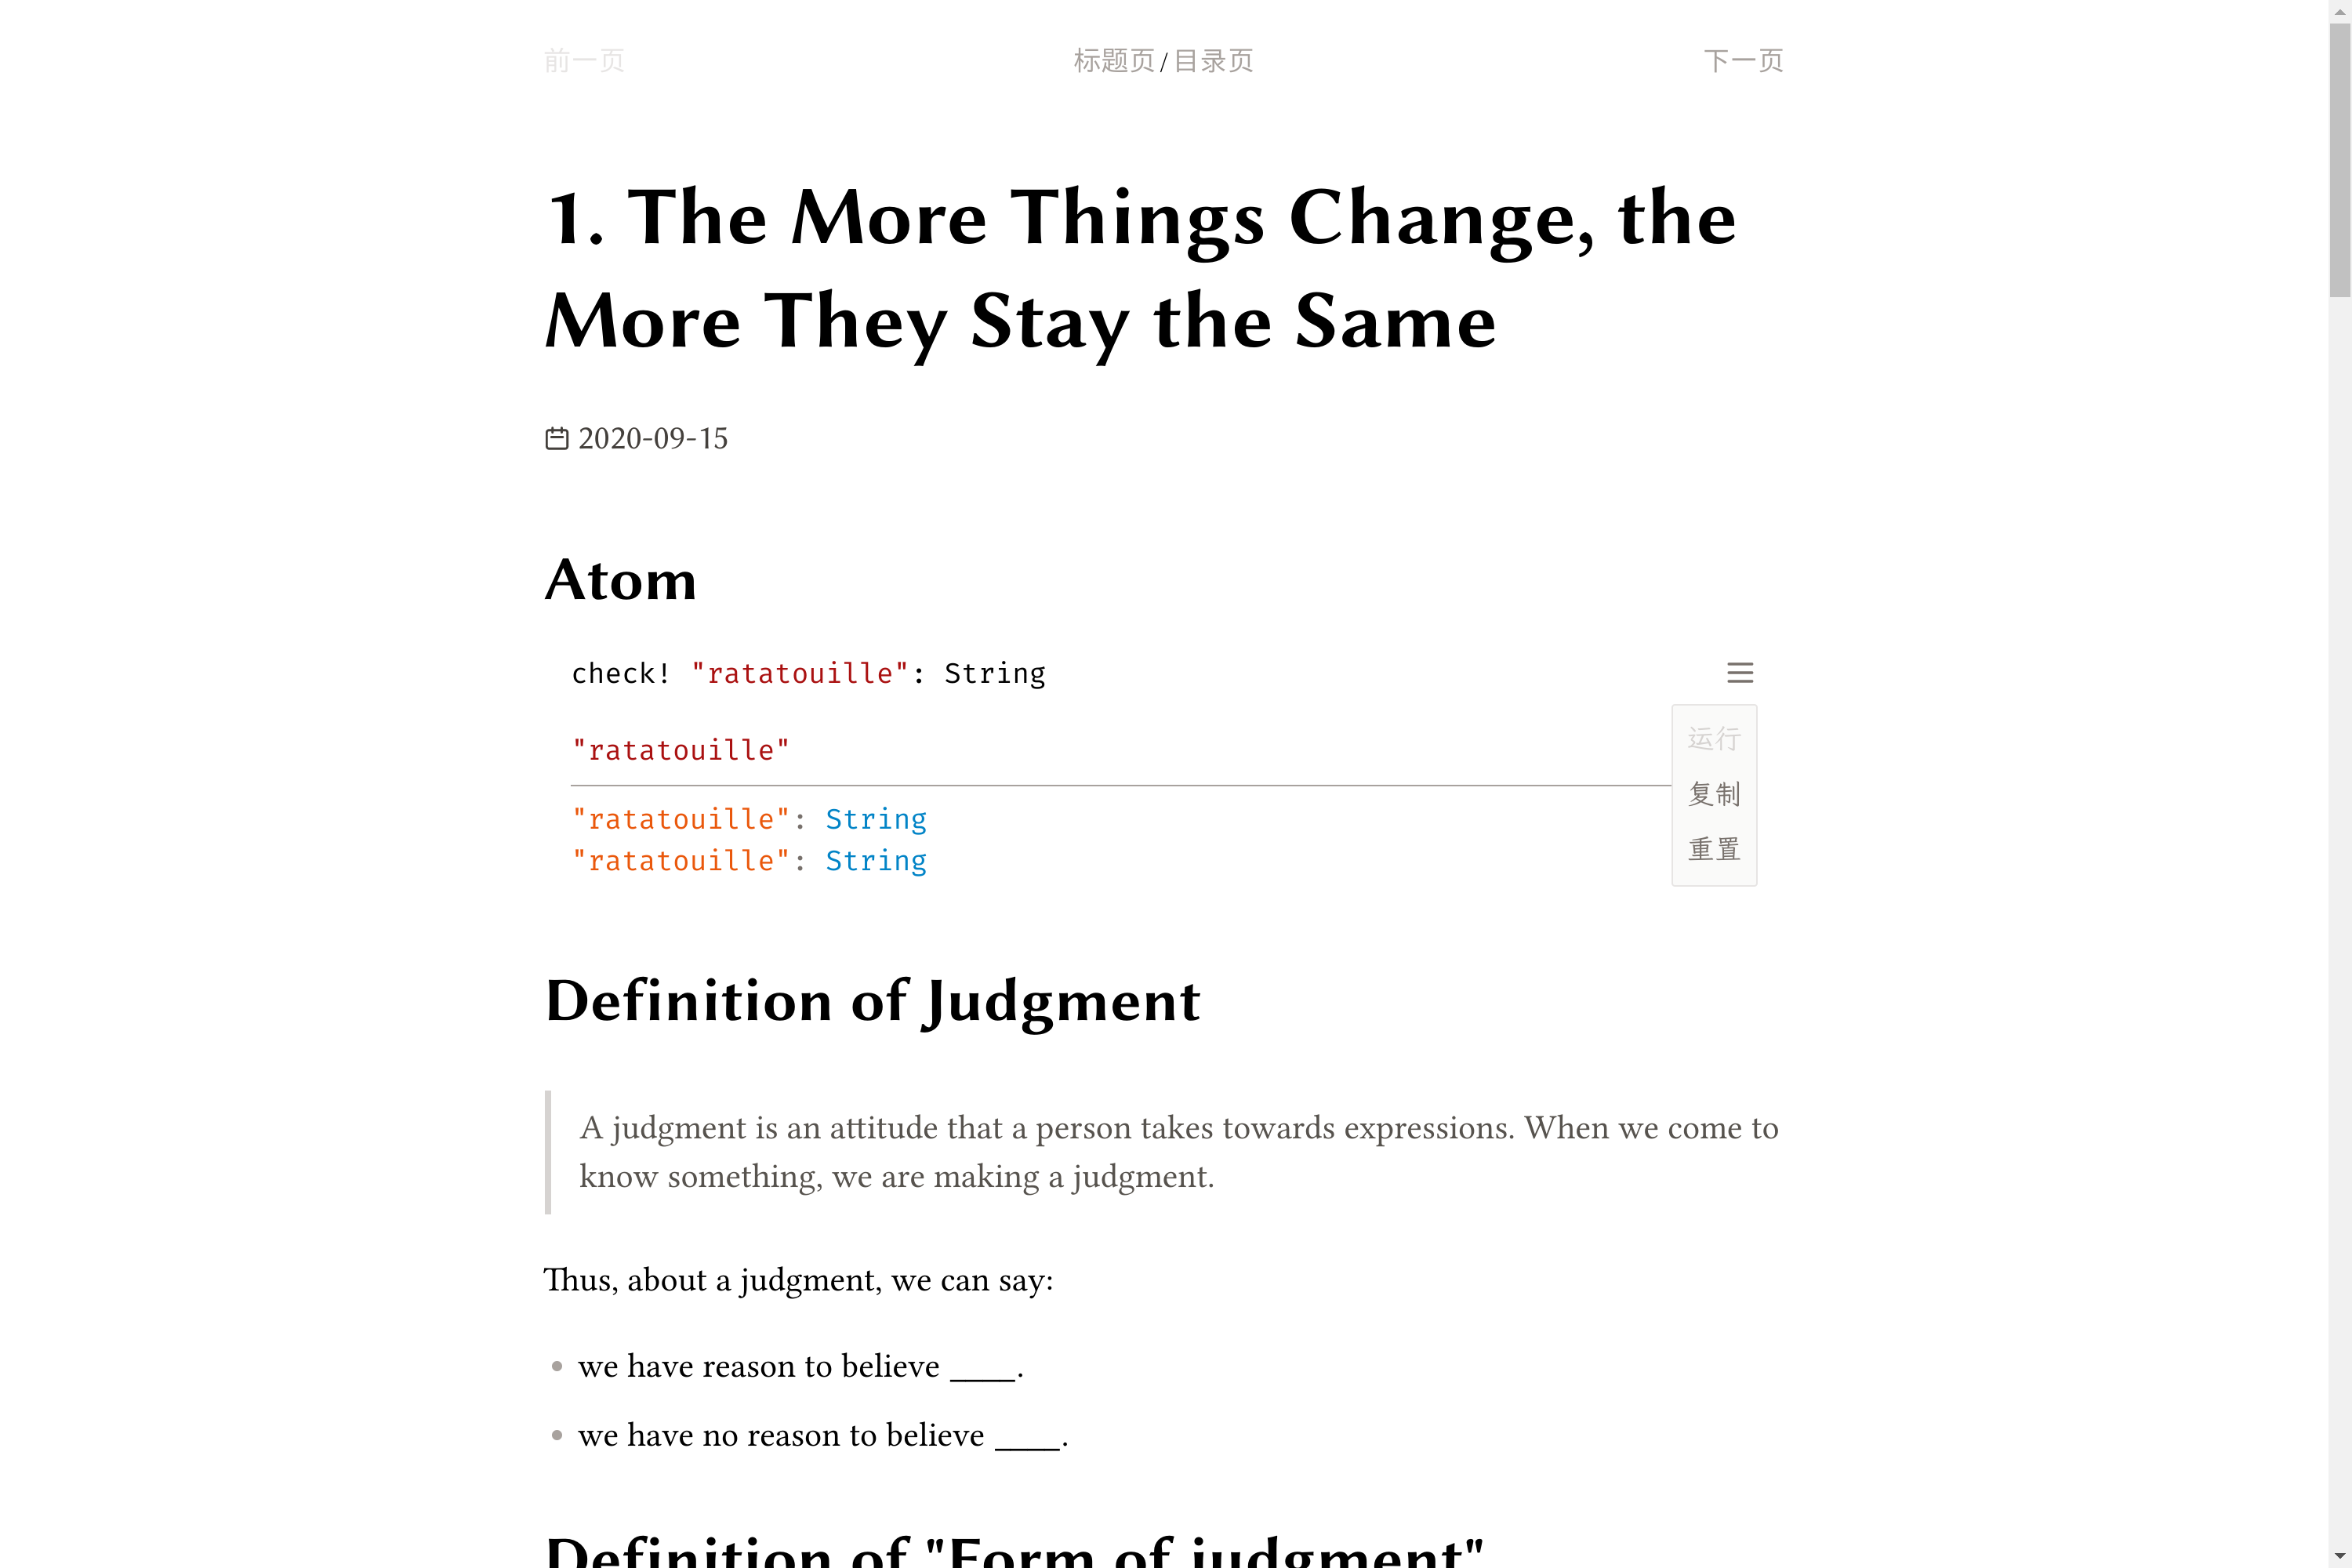 前一页 标题页 / 目录页 下一页
1. The More Things Change, the
More They Stay the Same
2020-09-15
Atom
check! "ratatouille": String
"ratatouille"
运行
复制
重置
"ratatouille": String
"ratatouille": String
Definition of Judgment
A judgment is an attitude that a person takes towards expressions. When we come to
know something, we are making a judgment.
Thus, about a judgment, we can say:
we have reason to believe ____.
we have no reason to believe ____.
Definition of "Form of judgment"